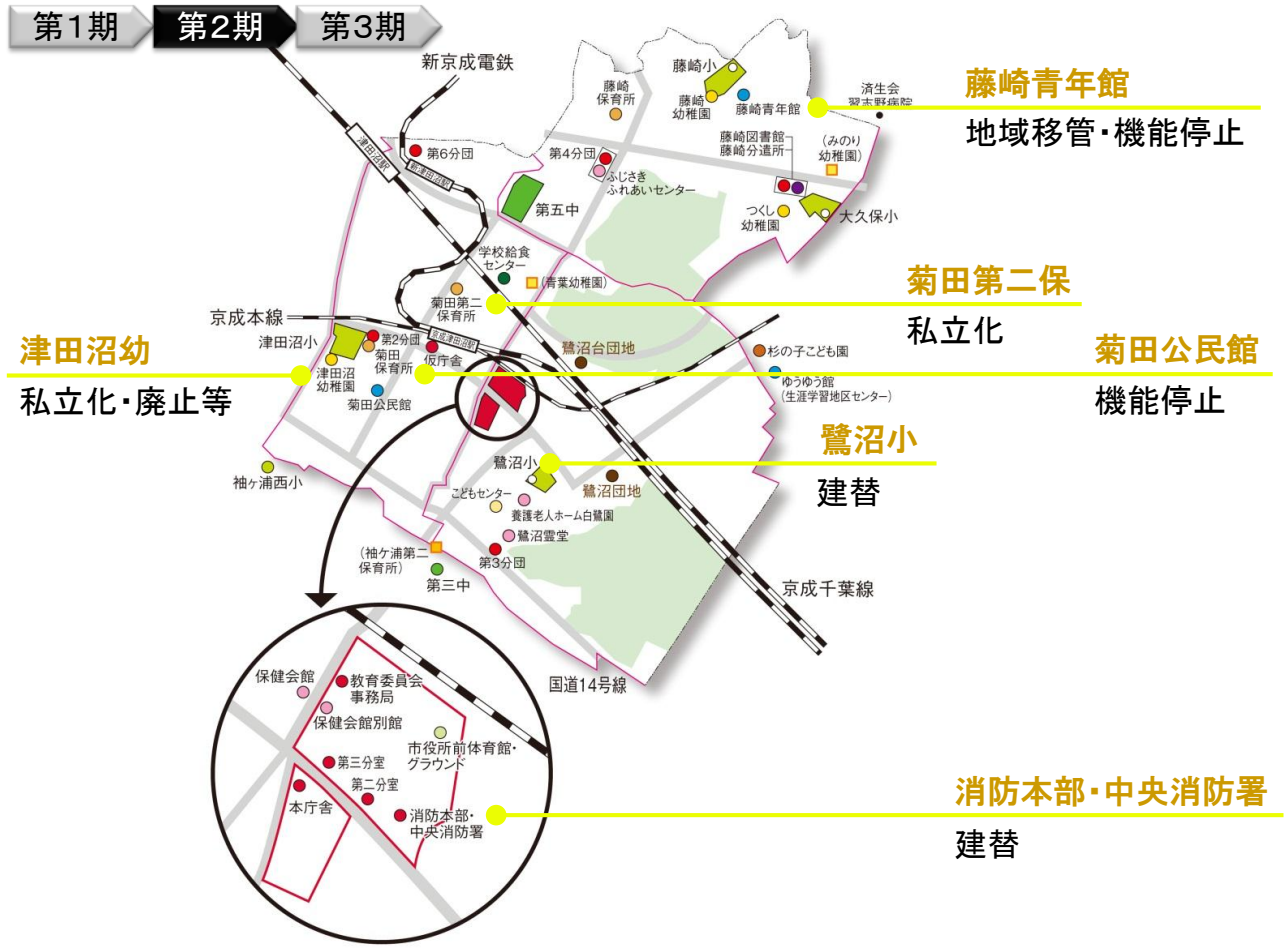 第1期
第2期
第3期
新京成電鉄
藤崎小
藤崎
保育所
藤崎
幼稚園
藤崎青年館
済生会
習志野病院
藤崎青年館
地域移管・機能停止
津田沼駅
新津田沼駅
第6分団
第4分団
ふじさき
ふれあいセンター
藤崎図書館
藤崎分遣所
(みのり
幼稚園)
第五中
つくし
幼稚園
大久保小
学校給食
センター
(青葉幼稚園)
菊田第二
保育所
菊田第二保
私立化
京成本線
津田沼小
第2分団
菊田
保育所
京成津田沼駅
仮庁舎
鷺沼台団地
杉の子こども園
ゆうゆう館
(生涯学習地区センター)
津田沼幼
私立化・廃止等
津田沼
幼稚園
菊田公民館
菊田公民館
機能停止
鷺沼小
建替
袖ヶ浦西小
鷺沼小
こどもセンター
鷺沼団地
養護老人ホーム白鷺園
鷺沼霊堂
第3分団
(袖ケ浦第二
保育所)
第三中
京成千葉線
国道14号線
保健会館
教育委員会
事務局
保健会館別館
市役所前体育館・
グラウンド
第三分室
第二分室
本庁舎
消防本部・
中央消防署
消防本部・中央消防署
建替